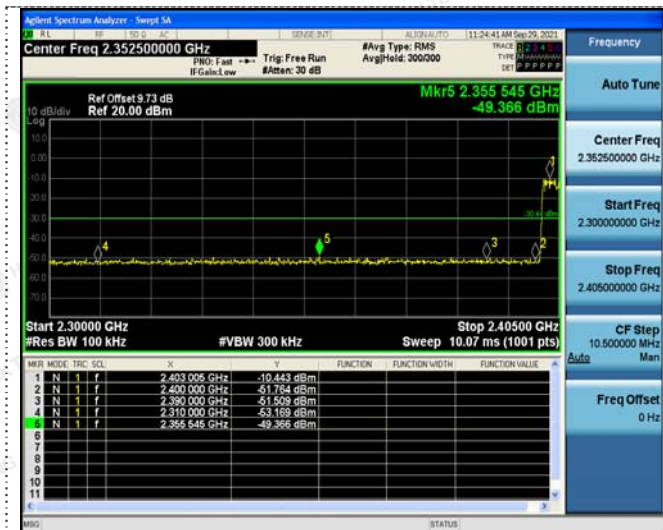 Agilent Spectrum Analyzer - Swept SA
RL RF 50 Ω AC SENSE:INT ALIGNAUTO 11:24:41 AM Sep 29, 2021
Center Freq 2.352500000 GHz
PNO: Fast
IFGain:Low
Trig: Free Run
#Atten: 30 dB
#Avg Type: RMS
Avg|Hold: 300/300
TRACE 1 2 3 4 5 6
TYPE
DET P P P P P P
Ref Offset 9.73 dB
10 dB/div Ref 20.00 dBm
Log
Mkr5 2.355 545 GHz
-49.366 dBm
10.0
0.00
-10.0
-20.0
-30.0
-40.0
-50.0
-60.0
-70.0
1
2
3
4
5
Start 2.30000 GHz Stop 2.40500 GHz
#Res BW 100 kHz #VBW 300 kHz Sweep 10.07 ms (1001 pts)
MKR MODE TRC SCL X Y FUNCTION FUNCTION WIDTH FUNCTION VALUE
1 N 1 f 2.403 005 GHz -10.443 dBm
2 N 1 f 2.400 000 GHz -51.764 dBm
3 N 1 f 2.390 000 GHz -51.509 dBm
4 N 1 f 2.310 000 GHz -53.169 dBm
5 N 1 f 2.355 545 GHz -49.366 dBm
6
7
8
9
10
11
MSG STATUS
Frequency
Auto Tune
Center Freq
2.352500000 GHz
Start Freq
2.300000000 GHz
Stop Freq
2.405000000 GHz
CF Step
10.500000 MHz
Auto Man
Freq Offset
0 Hz